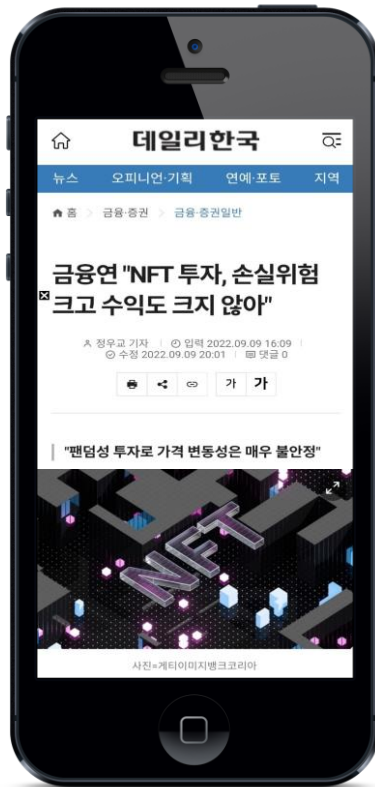 데일리한국
뉴스 오피니언·기획 연예·포토 지역
홈 > 금융·증권 > 금융·증권일반
금융연 "NFT 투자, 손실위험
크고 수익도 크지 않아"
정우교 기자 | 입력 2022.09.09 16:09 |
수정 2022.09.09 20:01 | 댓글 0
가 가
"팬덤성 투자로 가격 변동성은 매우 불안정"
NFT
사진=게티이미지뱅크코리아